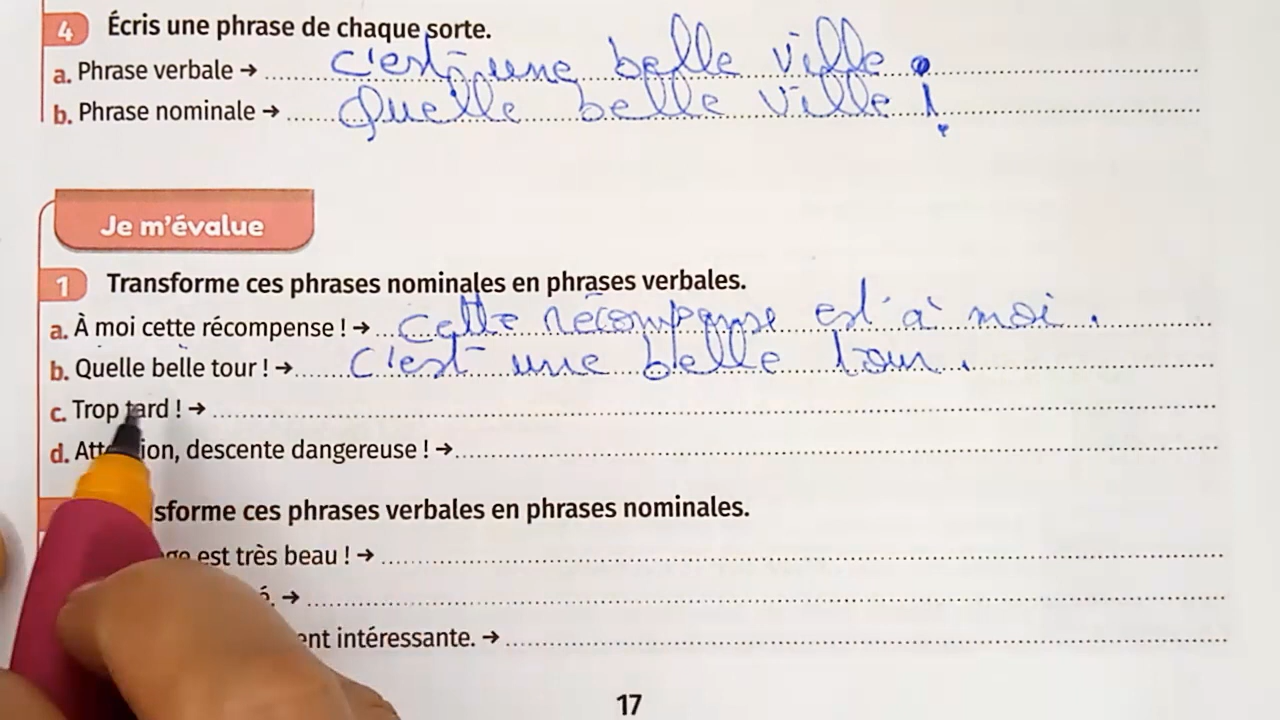 4 Écris une phrase de chaque sorte.
a. Phrase verbale → c'est une belle ville.
b. Phrase nominale → Quelle belle ville !
Je m'évalue
1 Transforme ces phrases nominales en phrases verbales.
a. À moi cette récompense ! → cette récompense est à moi.
b. Quelle belle tour ! → c'est une belle tour.
c. Trop tard ! →
d. ion, descente dangereuse ! →
sforme ces phrases verbales en phrases nominales.
est très beau ! →
→
ent intéressante. →
17